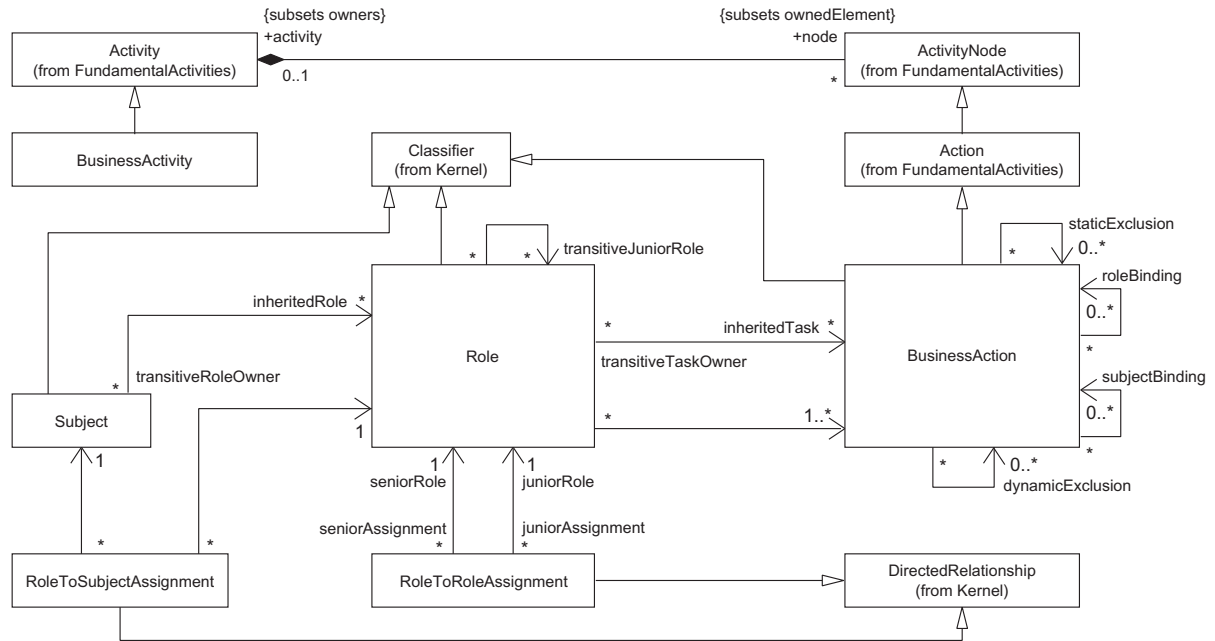 {subsets owners}
{subsets ownedElement}
+activity
+node
Activity
(from FundamentalActivities)
ActivityNode
(from FundamentalActivities)
0..1
*
BusinessActivity
Classifier
(from Kernel)
Action
(from FundamentalActivities)
staticExclusion
transitiveJuniorRole
*
*
*
0..*
roleBinding
inheritedRole
*
0..*
*
inheritedTask
*
*
Role
BusinessAction
transitiveTaskOwner
transitiveRoleOwner
*
subjectBinding
0..*
*
Subject
*
1..*
1
*
1
1
1
*
0..*
seniorRole
juniorRole
dynamicExclusion
seniorAssignment
juniorAssignment
*
*
*
*
RoleToSubjectAssignment
RoleToRoleAssignment
DirectedRelationship
(from Kernel)